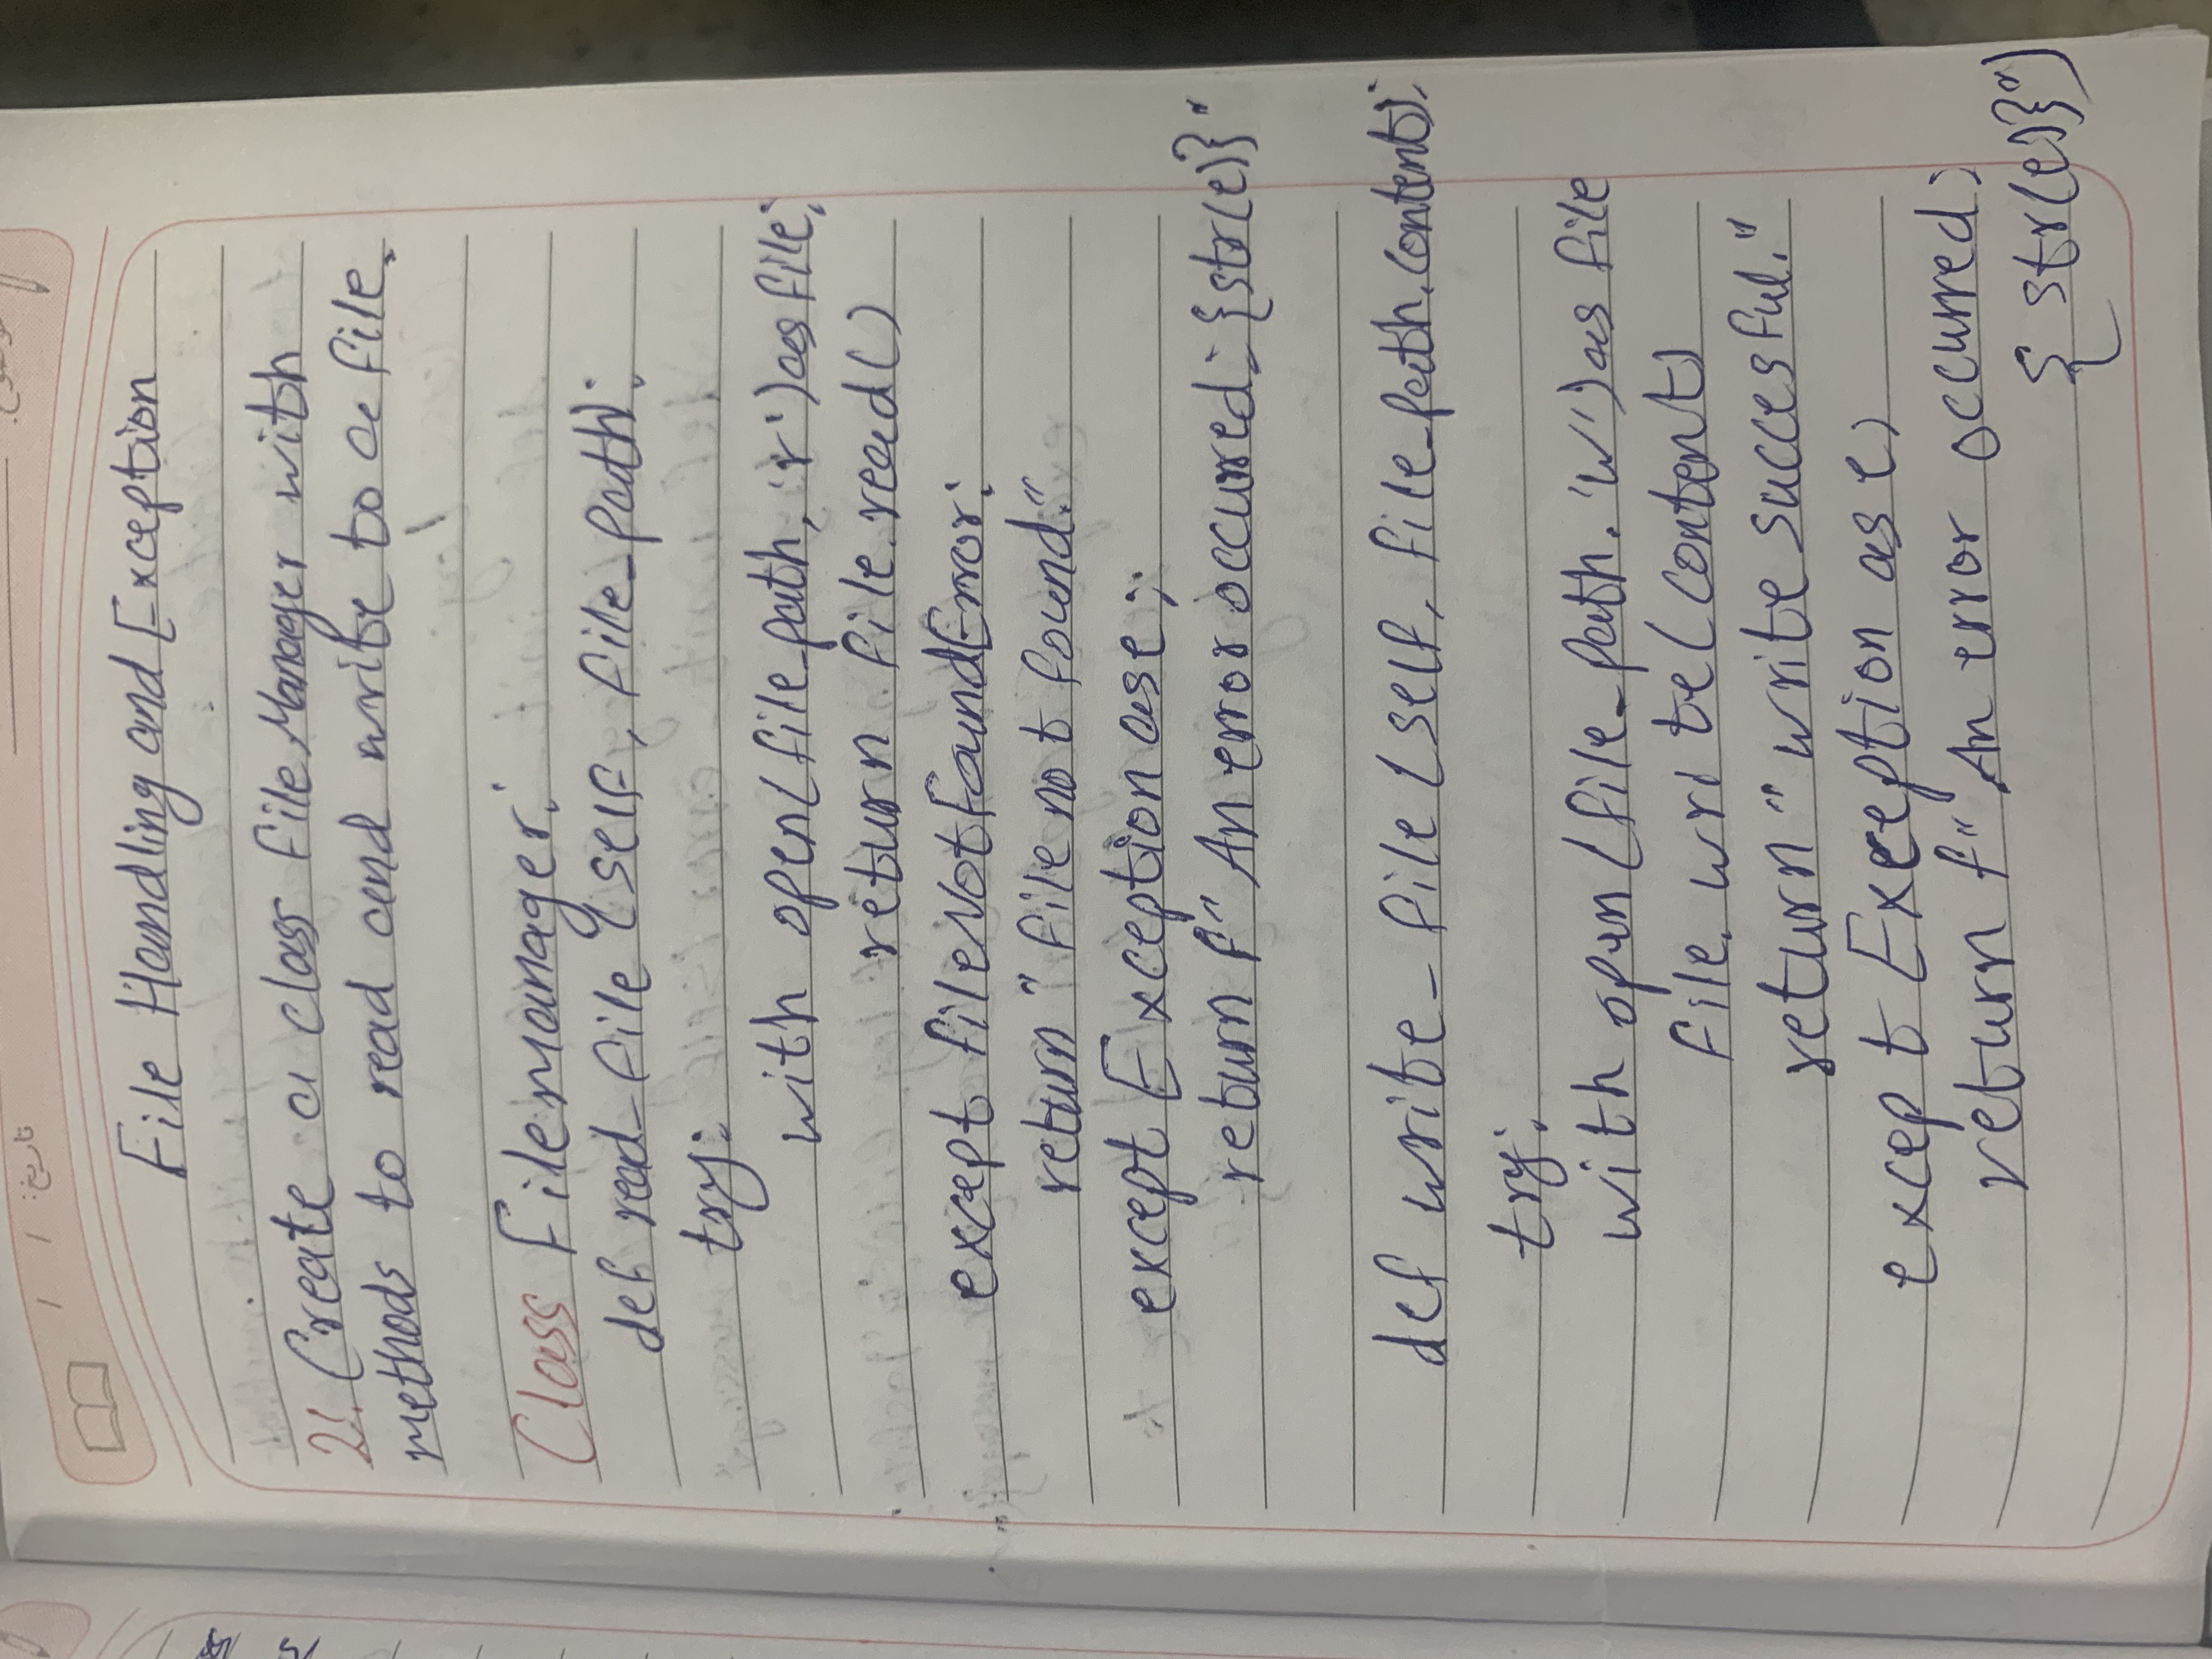 موضوع:
تاریخ: / /
File Handling and Exception
21. Create a class FileManager with
methods to read and write to a file.
Class Filemanager:
def read_file (self, file_path):
try:
with open(file_path, 'r') as file:
return file.read()
except fileNotFoundError:
return "file not found."
except Exception as e:
return f" An error occurred: {str(e)}"
def write_file (self, file_path, content):
try:
with open (file_path, 'w') as file
file.write(content)
return "write succesful."
except Exception as e:
return f" An error occurred:
{str(e)}")